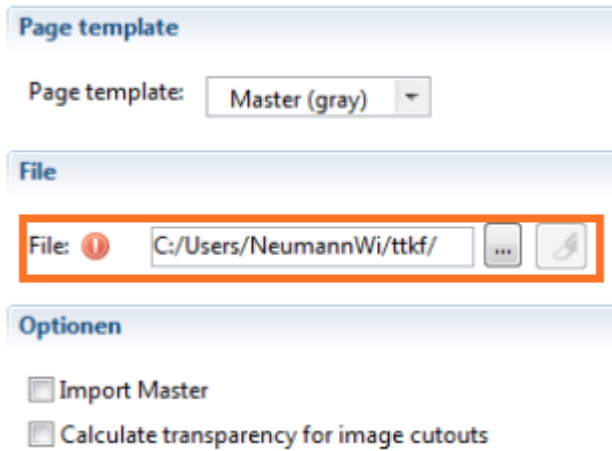 Page template
Page template: Master (gray)
File
File: C:/Users/NeumannWi/ttkf/ ...
Optionen
Import Master
Calculate transparency for image cutouts